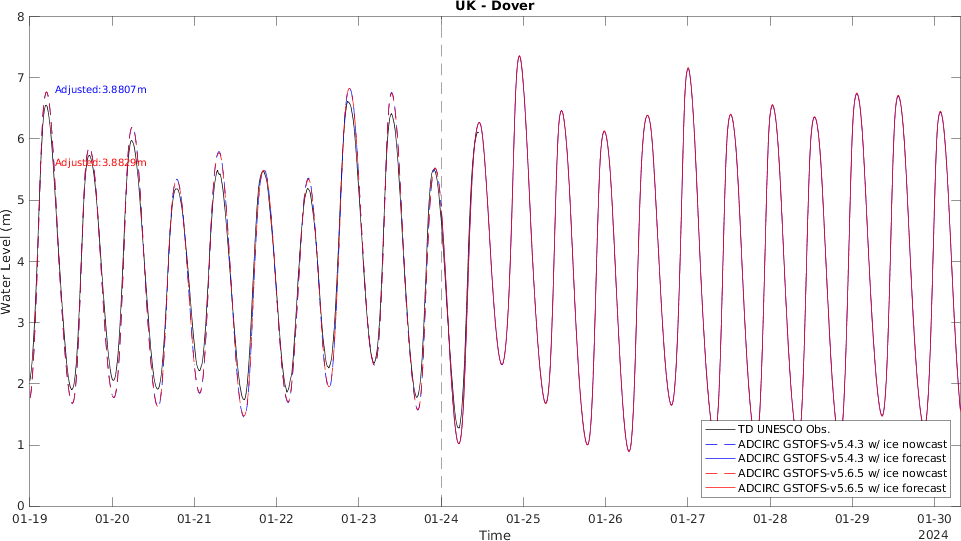 UK - Dover
8
7
6
5
4
3
2
1
0
Water Level (m)
Adjusted:3.8807m
Adjusted:3.8829m
TD UNESCO Obs.
ADCIRC GSTOFS-v5.4.3 w/ ice nowcast
ADCIRC GSTOFS-v5.4.3 w/ ice forecast
ADCIRC GSTOFS-v5.6.5 w/ ice nowcast
ADCIRC GSTOFS-v5.6.5 w/ ice forecast
01-19 01-20 01-21 01-22 01-23 01-24 01-25 01-26 01-27 01-28 01-29 01-30
2024
Time